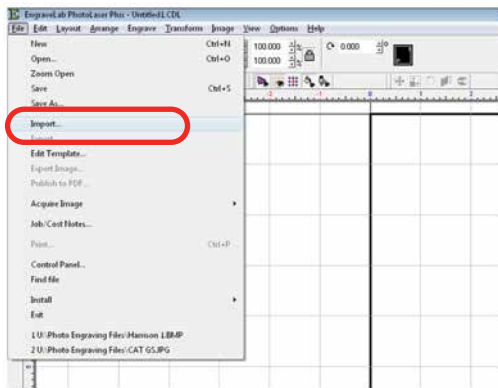 EngraveLab PhotoLaser Plus - Untitled1.CDL
File Edit Layout Arrange Engrave Transform Image View Options Help
New Ctrl+N
Open... Ctrl+O
Zoom Open
Save Ctrl+S
Save As...
Import...
Export...
Edit Template...
Export Image...
Publish to PDF...
Acquire Image
Job/Cost Notes...
Print... Ctrl+P
Control Panel...
Find file
Install
Exit
1 U:\Photo Engraving Files\Harrison 1.BMP
2 U:\Photo Engraving Files\CAT GS.JPG
100.000 % 0.000 °
100.000 %